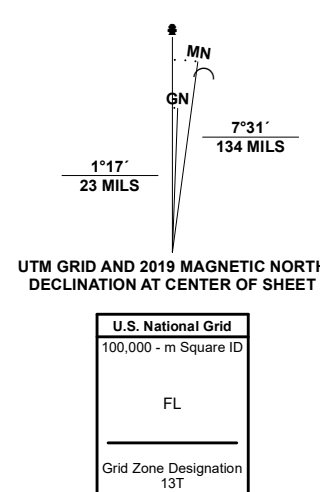 MN
GN
7°31´
134 MILS
1°17´
23 MILS
UTM GRID AND 2019 MAGNETIC NORTH
DECLINATION AT CENTER OF SHEET
U.S. National Grid
100,000 - m Square ID
FL
Grid Zone Designation
13T